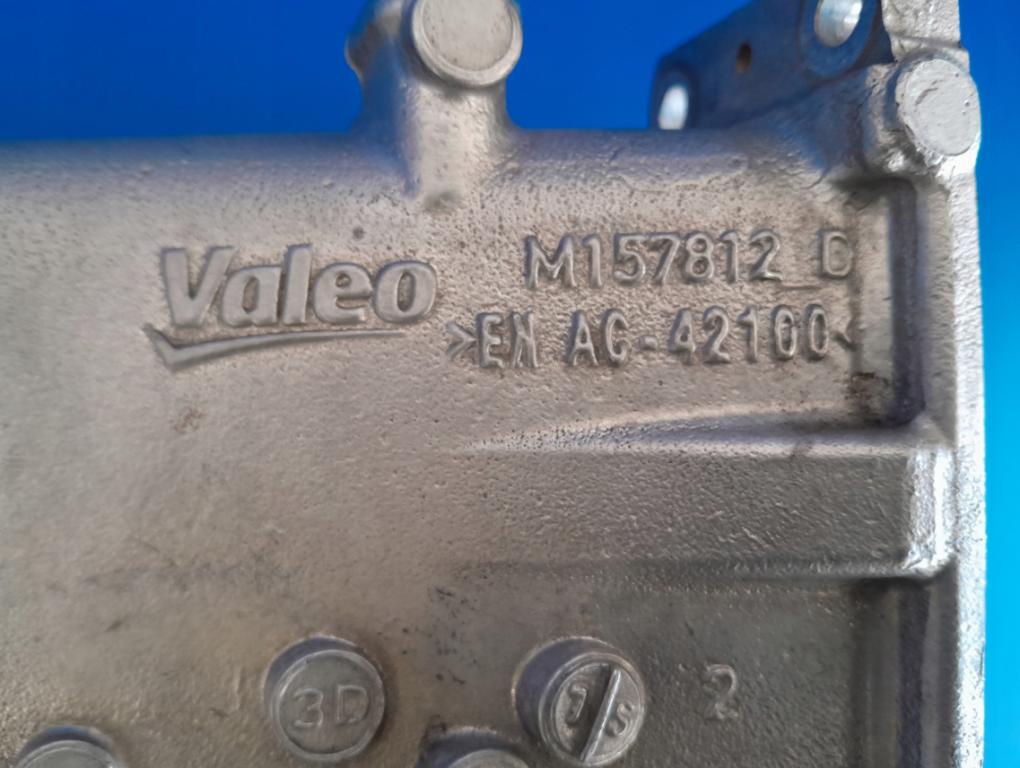 Valeo
M157812_D
>EN AC-42100<
3D
2